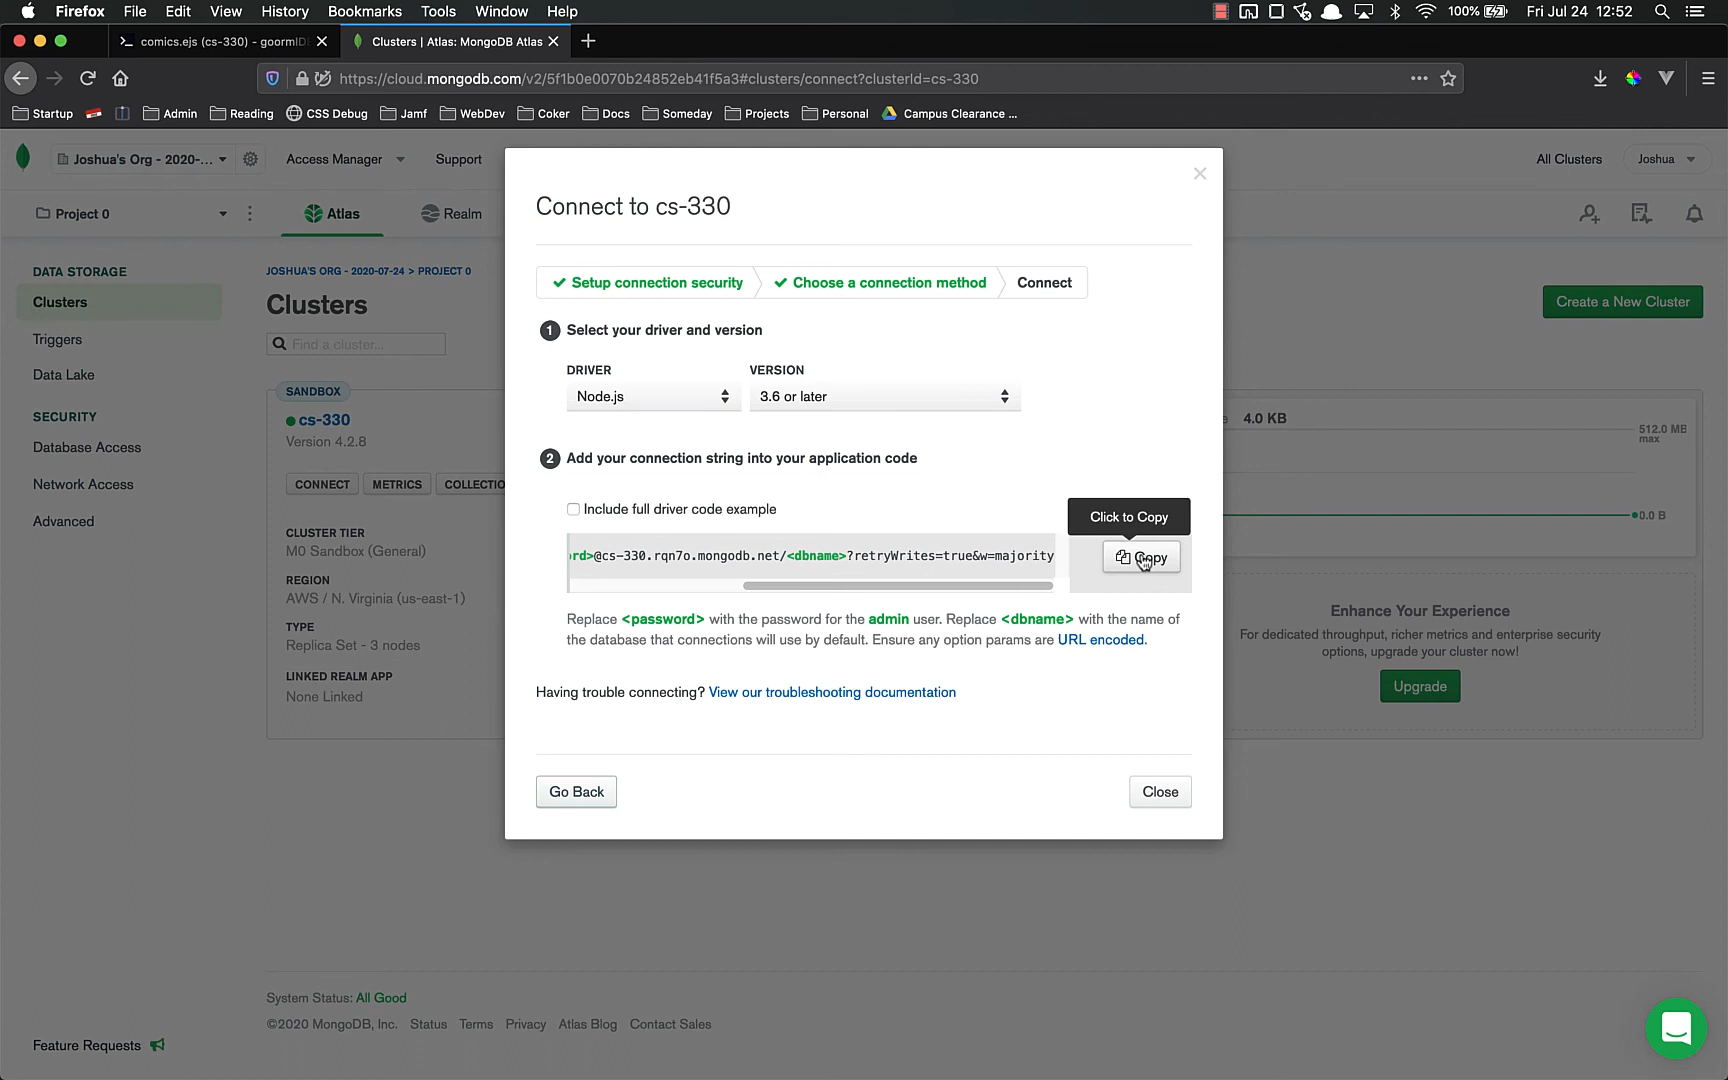 Firefox File Edit View History Bookmarks Tools Window Help 100% Fri Jul 24 12:52
comics.ejs (cs-330) - goormID Clusters | Atlas: MongoDB Atlas
https://cloud.mongodb.com/v2/5f1b0e0070b24852eb41f5a3#clusters/connect?clusterId=cs-330
Startup Admin Reading CSS Debug Jamf WebDev Coker Docs Someday Projects Personal Campus Clearance ...
Joshua's Org - 2020-... Access Manager Support All Clusters Joshua
Project 0 Atlas Realm
DATA STORAGE
Clusters
Triggers
Data Lake
SECURITY
Database Access
Network Access
Advanced
Feature Requests
JOSHUA'S ORG - 2020-07-24 > PROJECT 0
Clusters
Create a New Cluster
Find a cluster...
SANDBOX
cs-330
Version 4.2.8
CONNECT METRICS COLLECTIO
CLUSTER TIER
M0 Sandbox (General)
REGION
AWS / N. Virginia (us-east-1)
TYPE
Replica Set - 3 nodes
LINKED REALM APP
None Linked
Connect to cs-330
Setup connection security Choose a connection method Connect
1 Select your driver and version
DRIVER VERSION
Node.js 3.6 or later
2 Add your connection string into your application code
Include full driver code example
Click to Copy
rd>@cs-330.rqn7o.mongodb.net/<dbname>?retryWrites=true&w=majority
Copy
Replace <password> with the password for the admin user. Replace <dbname> with the name of
the database that connections will use by default. Ensure any option params are URL encoded.
Having trouble connecting? View our troubleshooting documentation
Go Back Close
4.0 KB
512.0 MB
max
0.0 B
Enhance Your Experience
For dedicated throughput, richer metrics and enterprise security
options, upgrade your cluster now!
Upgrade
System Status: All Good
©2020 MongoDB, Inc. Status Terms Privacy Atlas Blog Contact Sales